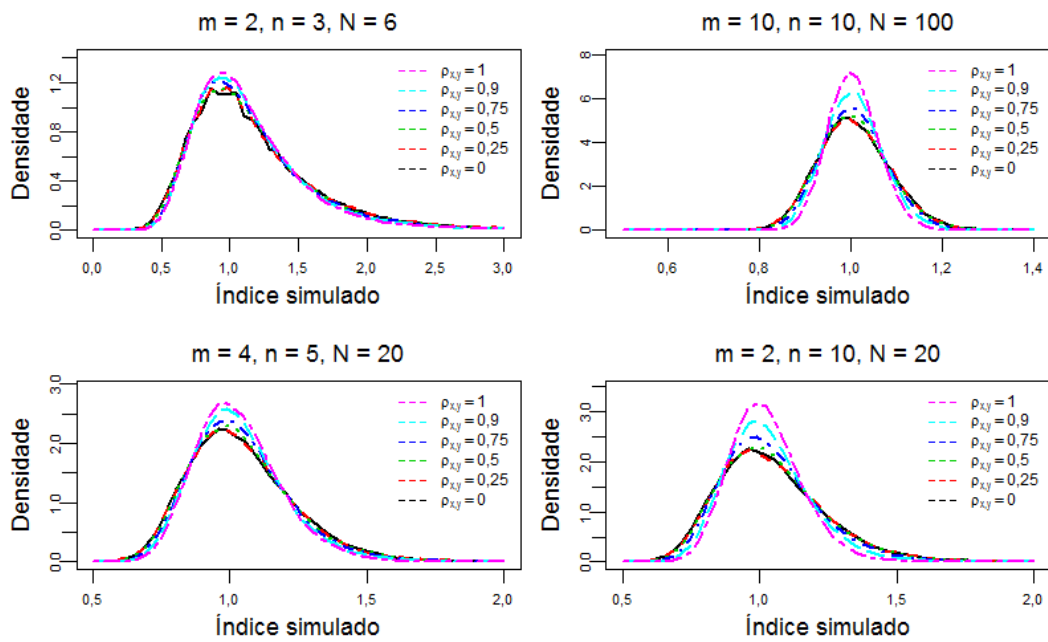 m = 2, n = 3, N = 6
Densidade
0,0 0,4 0,8 1,2
ρx,y = 1
ρx,y = 0,9
ρx,y = 0,75
ρx,y = 0,5
ρx,y = 0,25
ρx,y = 0
0,0 0,5 1,0 1,5 2,0 2,5 3,0
Índice simulado
m = 10, n = 10, N = 100
Densidade
0 2 4 6 8
ρx,y = 1
ρx,y = 0,9
ρx,y = 0,75
ρx,y = 0,5
ρx,y = 0,25
ρx,y = 0
0,6 0,8 1,0 1,2 1,4
Índice simulado
m = 4, n = 5, N = 20
Densidade
0,0 1,0 2,0 3,0
ρx,y = 1
ρx,y = 0,9
ρx,y = 0,75
ρx,y = 0,5
ρx,y = 0,25
ρx,y = 0
0,5 1,0 1,5 2,0
Índice simulado
m = 2, n = 10, N = 20
Densidade
0,0 1,0 2,0 3,0
ρx,y = 1
ρx,y = 0,9
ρx,y = 0,75
ρx,y = 0,5
ρx,y = 0,25
ρx,y = 0
0,5 1,0 1,5 2,0
Índice simulado